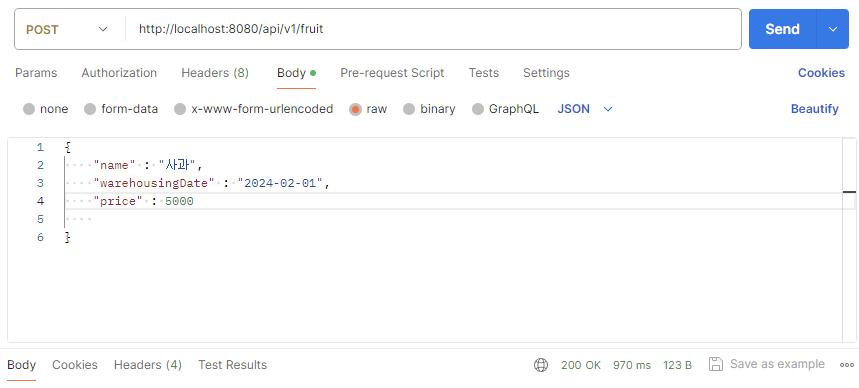 POST http://localhost:8080/api/v1/fruit Send
Params Authorization Headers (8) Body Pre-request Script Tests Settings Cookies
none form-data x-www-form-urlencoded raw binary GraphQL JSON Beautify
1 {
2 "name" : "사과",
3 "warehousingDate" : "2024-02-01",
4 "price" : 5000
5
6 }
Body Cookies Headers (4) Test Results 200 OK 970 ms 123 B Save as example